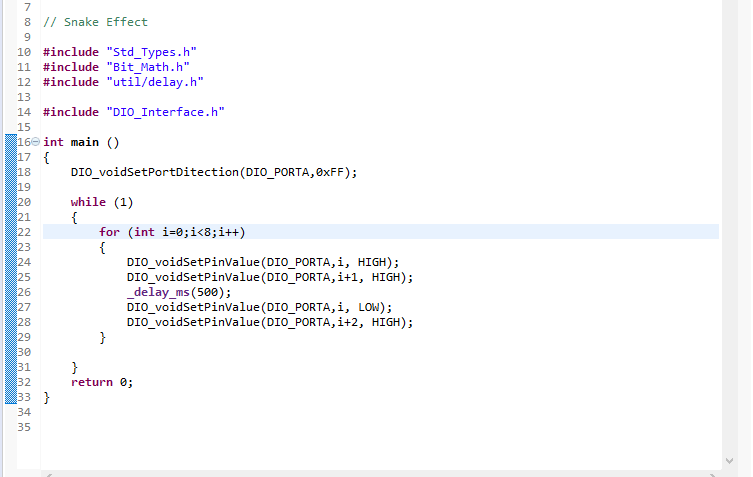 7
8 // Snake Effect
9
10 #include "Std_Types.h"
11 #include "Bit_Math.h"
12 #include "util/delay.h"
13
14 #include "DIO_Interface.h"
15
16 int main ()
17 {
18 DIO_voidSetPortDitection(DIO_PORTA,0xFF);
19
20 while (1)
21 {
22 for (int i=0;i<8;i++)
23 {
24 DIO_voidSetPinValue(DIO_PORTA,i, HIGH);
25 DIO_voidSetPinValue(DIO_PORTA,i+1, HIGH);
26 _delay_ms(500);
27 DIO_voidSetPinValue(DIO_PORTA,i, LOW);
28 DIO_voidSetPinValue(DIO_PORTA,i+2, HIGH);
29 }
30
31 }
32 return 0;
33 }
34
35